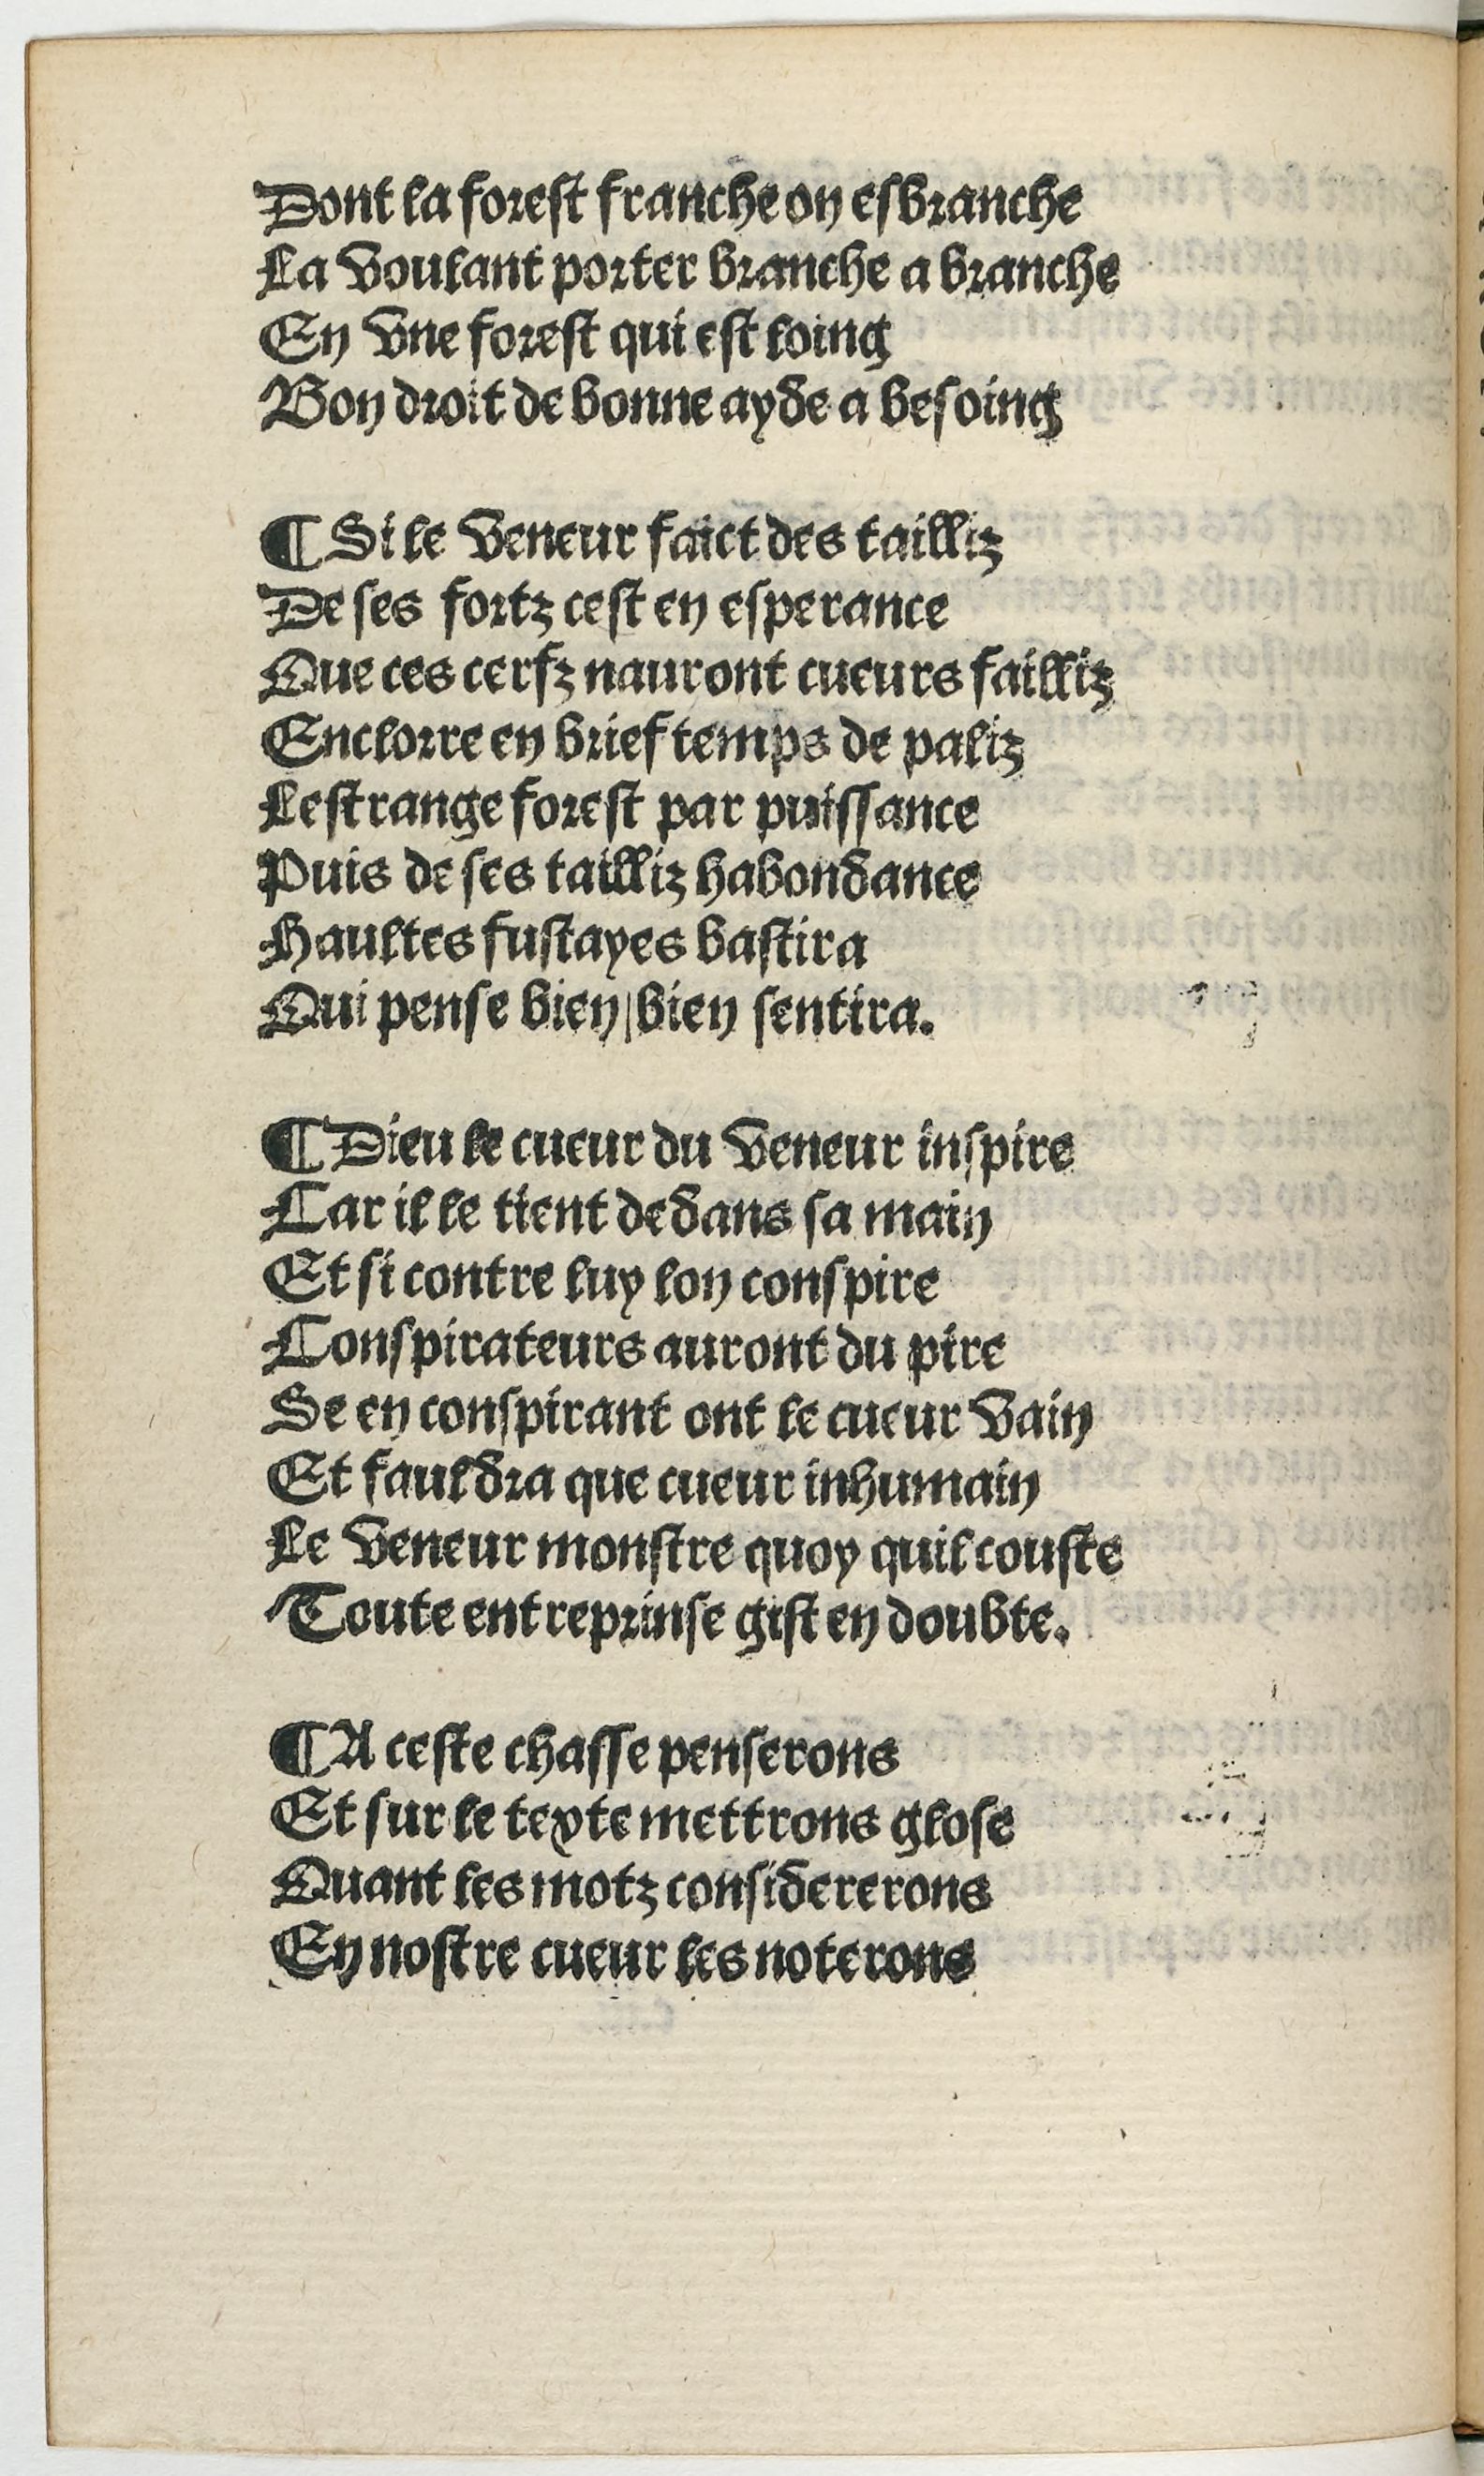 Dont la forest franche on esbranche
La voulant porter branche a branche
En vne forest qui est loing
Bon droit de bonne ayde a besoing
¶ Si le veneur faict des tailliz
De ses fortz cest en esperance
Que ces cerfz nauront cueurs failliz
Enclorre en brief temps de paliz
Lestrange forest par puissance
Puis de ses tailliz habondance
Haultes fustayes bastira
Qui pense bien/bien sentira.
¶ Dieu le cueur du veneur inspire
Car il le tient dedans sa main
Et si contre luy lon conspire
Conspirateurs auront du pire
Se en conspirant ont le cueur vain
Et fauldra que cueur inhumain
Le veneur monstre quoy quil couste
Toute entreprinse gist en doubte.
¶ A ceste chasse penserons
Et sur le texte mettrons glose
Quant les motz considererons
En nostre cueur les noterons